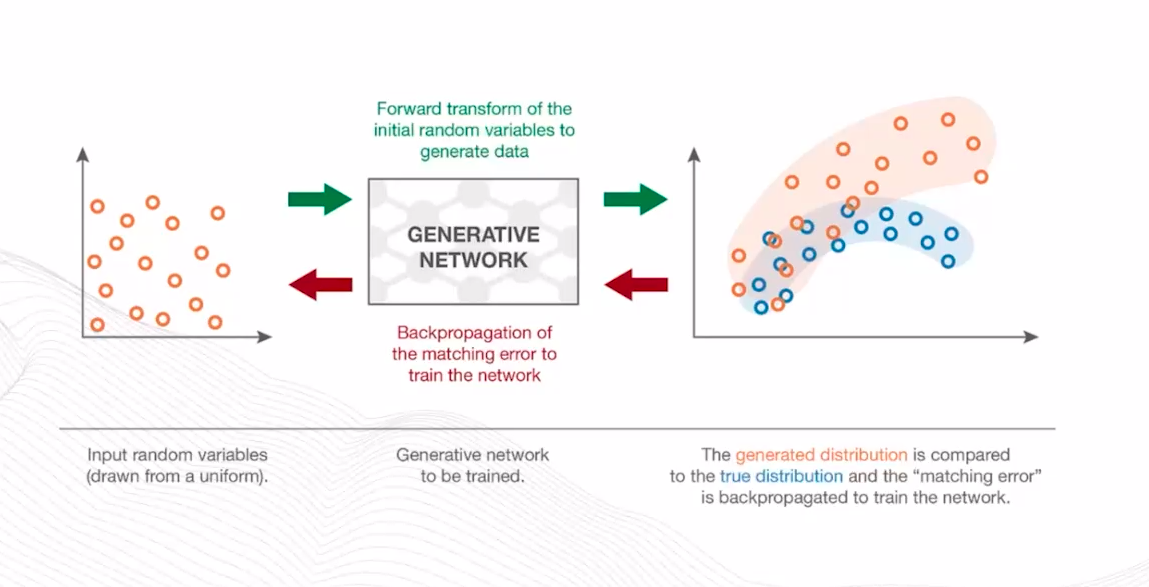 Forward transform of the
initial random variables to
generate data
GENERATIVE
NETWORK
Backpropagation of
the matching error to
train the network
Input random variables
(drawn from a uniform).
Generative network
to be trained.
The generated distribution is compared
to the true distribution and the “matching error”
is backpropagated to train the network.